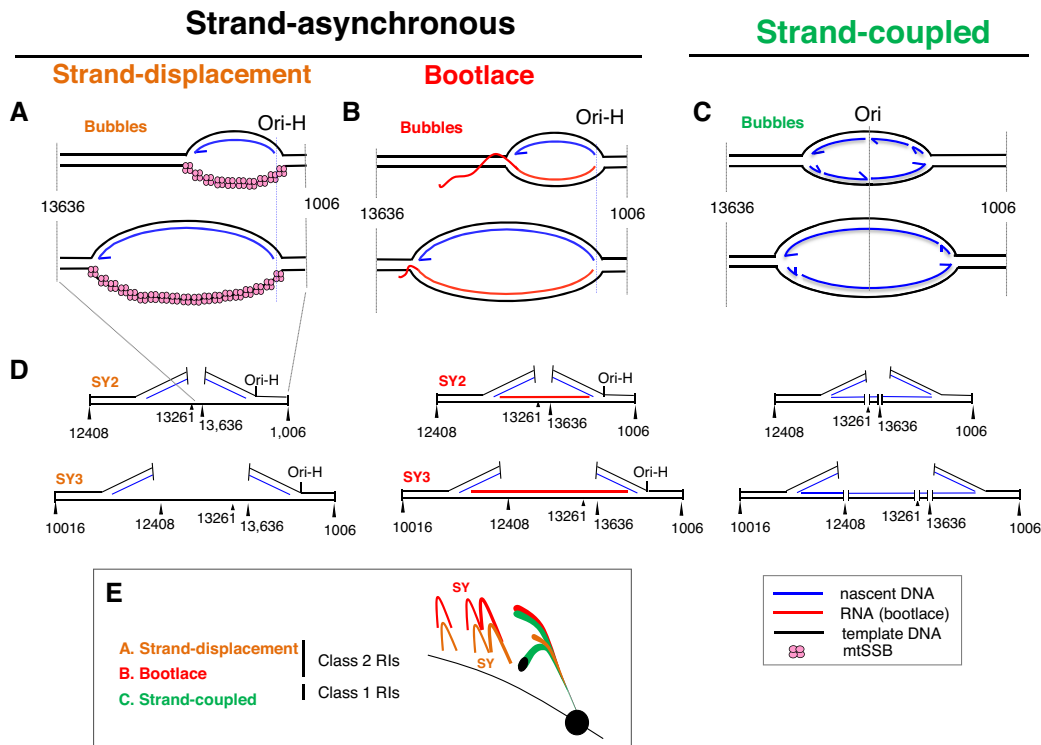 Strand-asynchronous
Strand-coupled
Strand-displacement
Bootlace
A
Bubbles
Ori-H
13636
1006
B
Bubbles
Ori-H
13636
1006
C
Bubbles
Ori
13636
1006
D
SY2
Ori-H
12408
13261
13,636
1,006
SY2
Ori-H
12408
13261
13636
1006
12408
13261
13636
1006
SY3
Ori-H
10016
12408
13261
13,636
1006
SY3
Ori-H
10016
12408
13261
13636
1006
10016
12408
13261
13636
1006
E
A. Strand-displacement
B. Bootlace
C. Strand-coupled
Class 2 RIs
Class 1 RIs
SY
SY
nascent DNA
RNA (bootlace)
template DNA
mtSSB